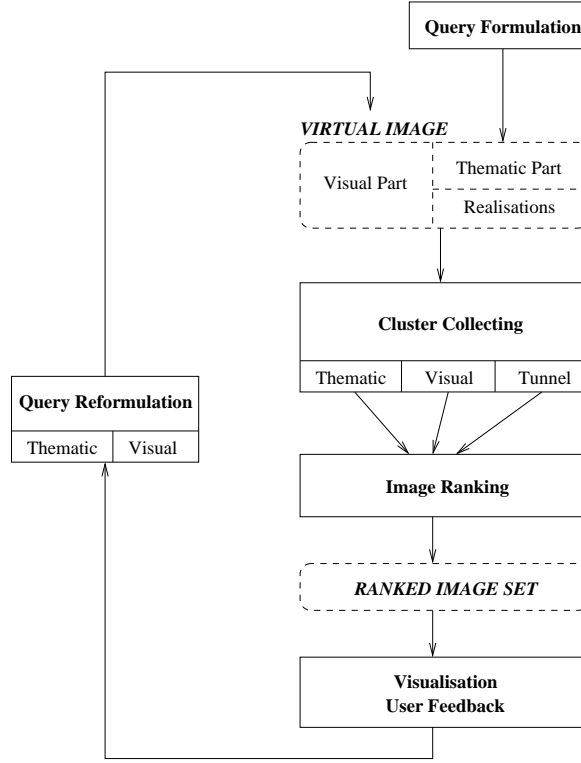 Query Formulation
VIRTUAL IMAGE
Visual Part
Thematic Part
Realisations
Cluster Collecting
Thematic
Visual
Tunnel
Query Reformulation
Thematic
Visual
Image Ranking
RANKED IMAGE SET
Visualisation
User Feedback